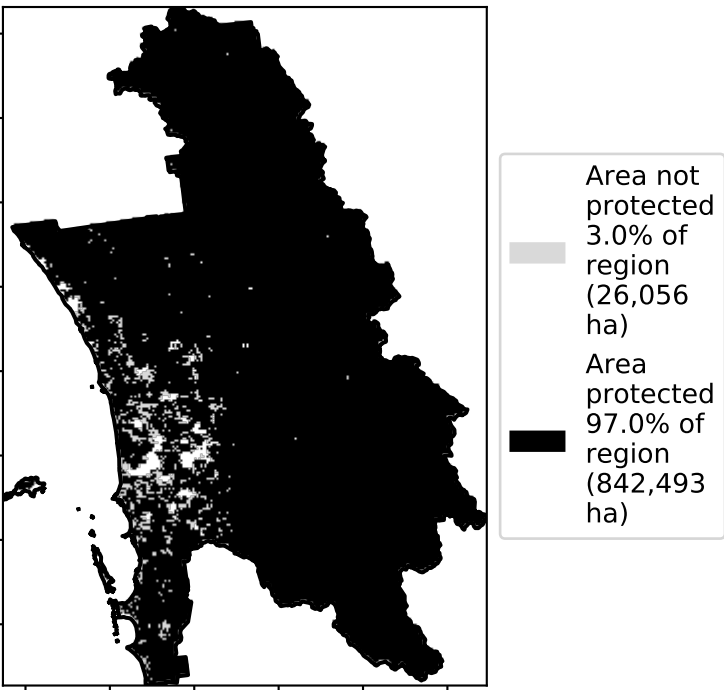 Area not
protected
3.0% of
region
(26,056
ha)
Area
protected
97.0% of
region
(842,493
ha)